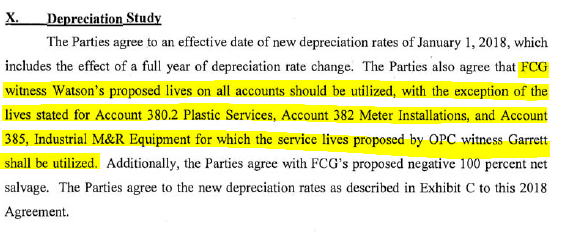 X. Depreciation Study
The Parties agree to an effective date of new depreciation rates of January 1, 2018, which
includes the effect of a full year of depreciation rate change. The Parties also agree that FCG
witness Watson's proposed lives on all accounts should be utilized, with the exception of the
lives stated for Account 380.2 Plastic Services, Account 382 Meter Installations, and Account
385, Industrial M&R Equipment for which the service lives proposed by OPC witness Garrett
shall be utilized. Additionally, the Parties agree with FCG's proposed negative 100 percent net
salvage. The Parties agree to the new depreciation rates as described in Exhibit C to this 2018
Agreement.